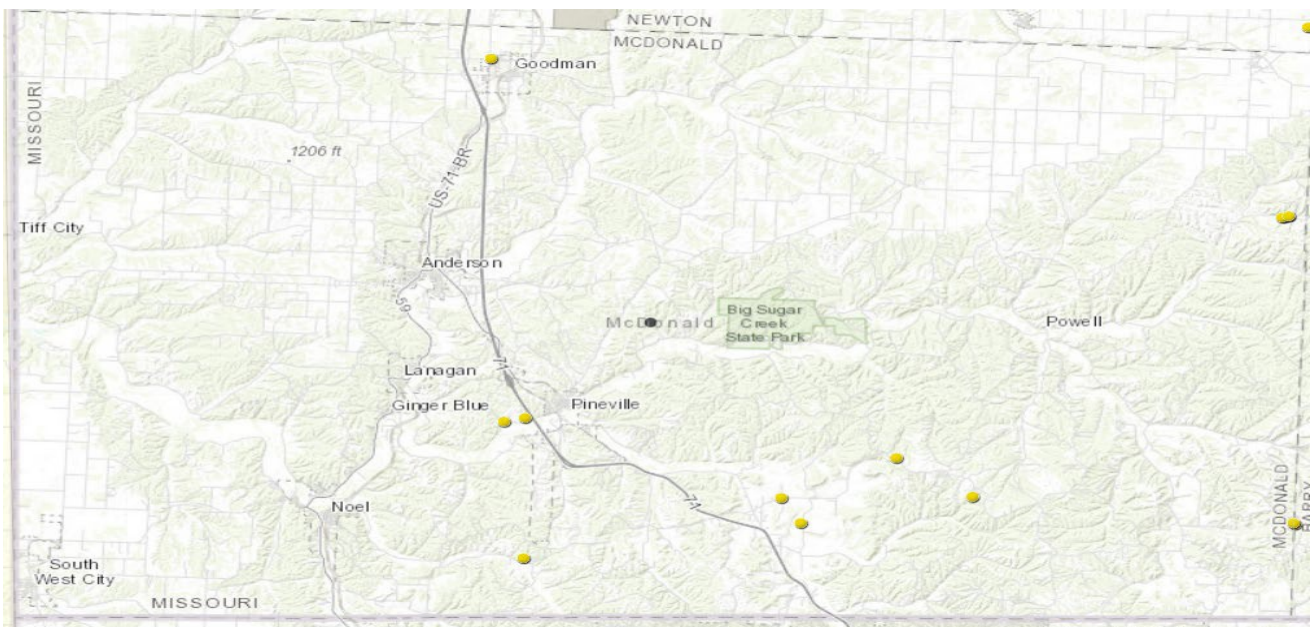 NEWTON
MCDONALD
Goodman
MISSOURI
1206 ft
US-71-BR
Tiff City
Anderson
59
McDonald
Big Sugar
Creek
State Park
Powell
71
Lanagan
Ginger Blue
Pineville
Noel
71
MCDONALD
BARRY
South
West City
MISSOURI